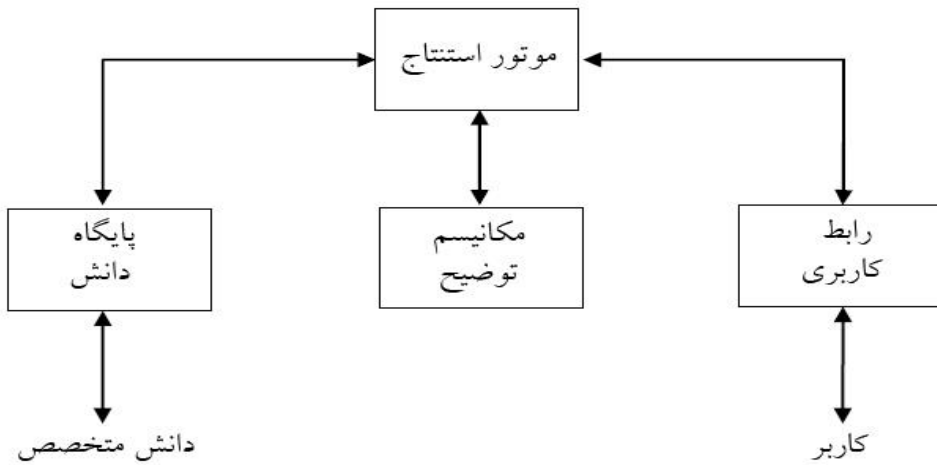 موتور استنتاج
رابط
کاربری
مکانیسم
توضیح
پایگاه
دانش
کاربر
دانش متخصص